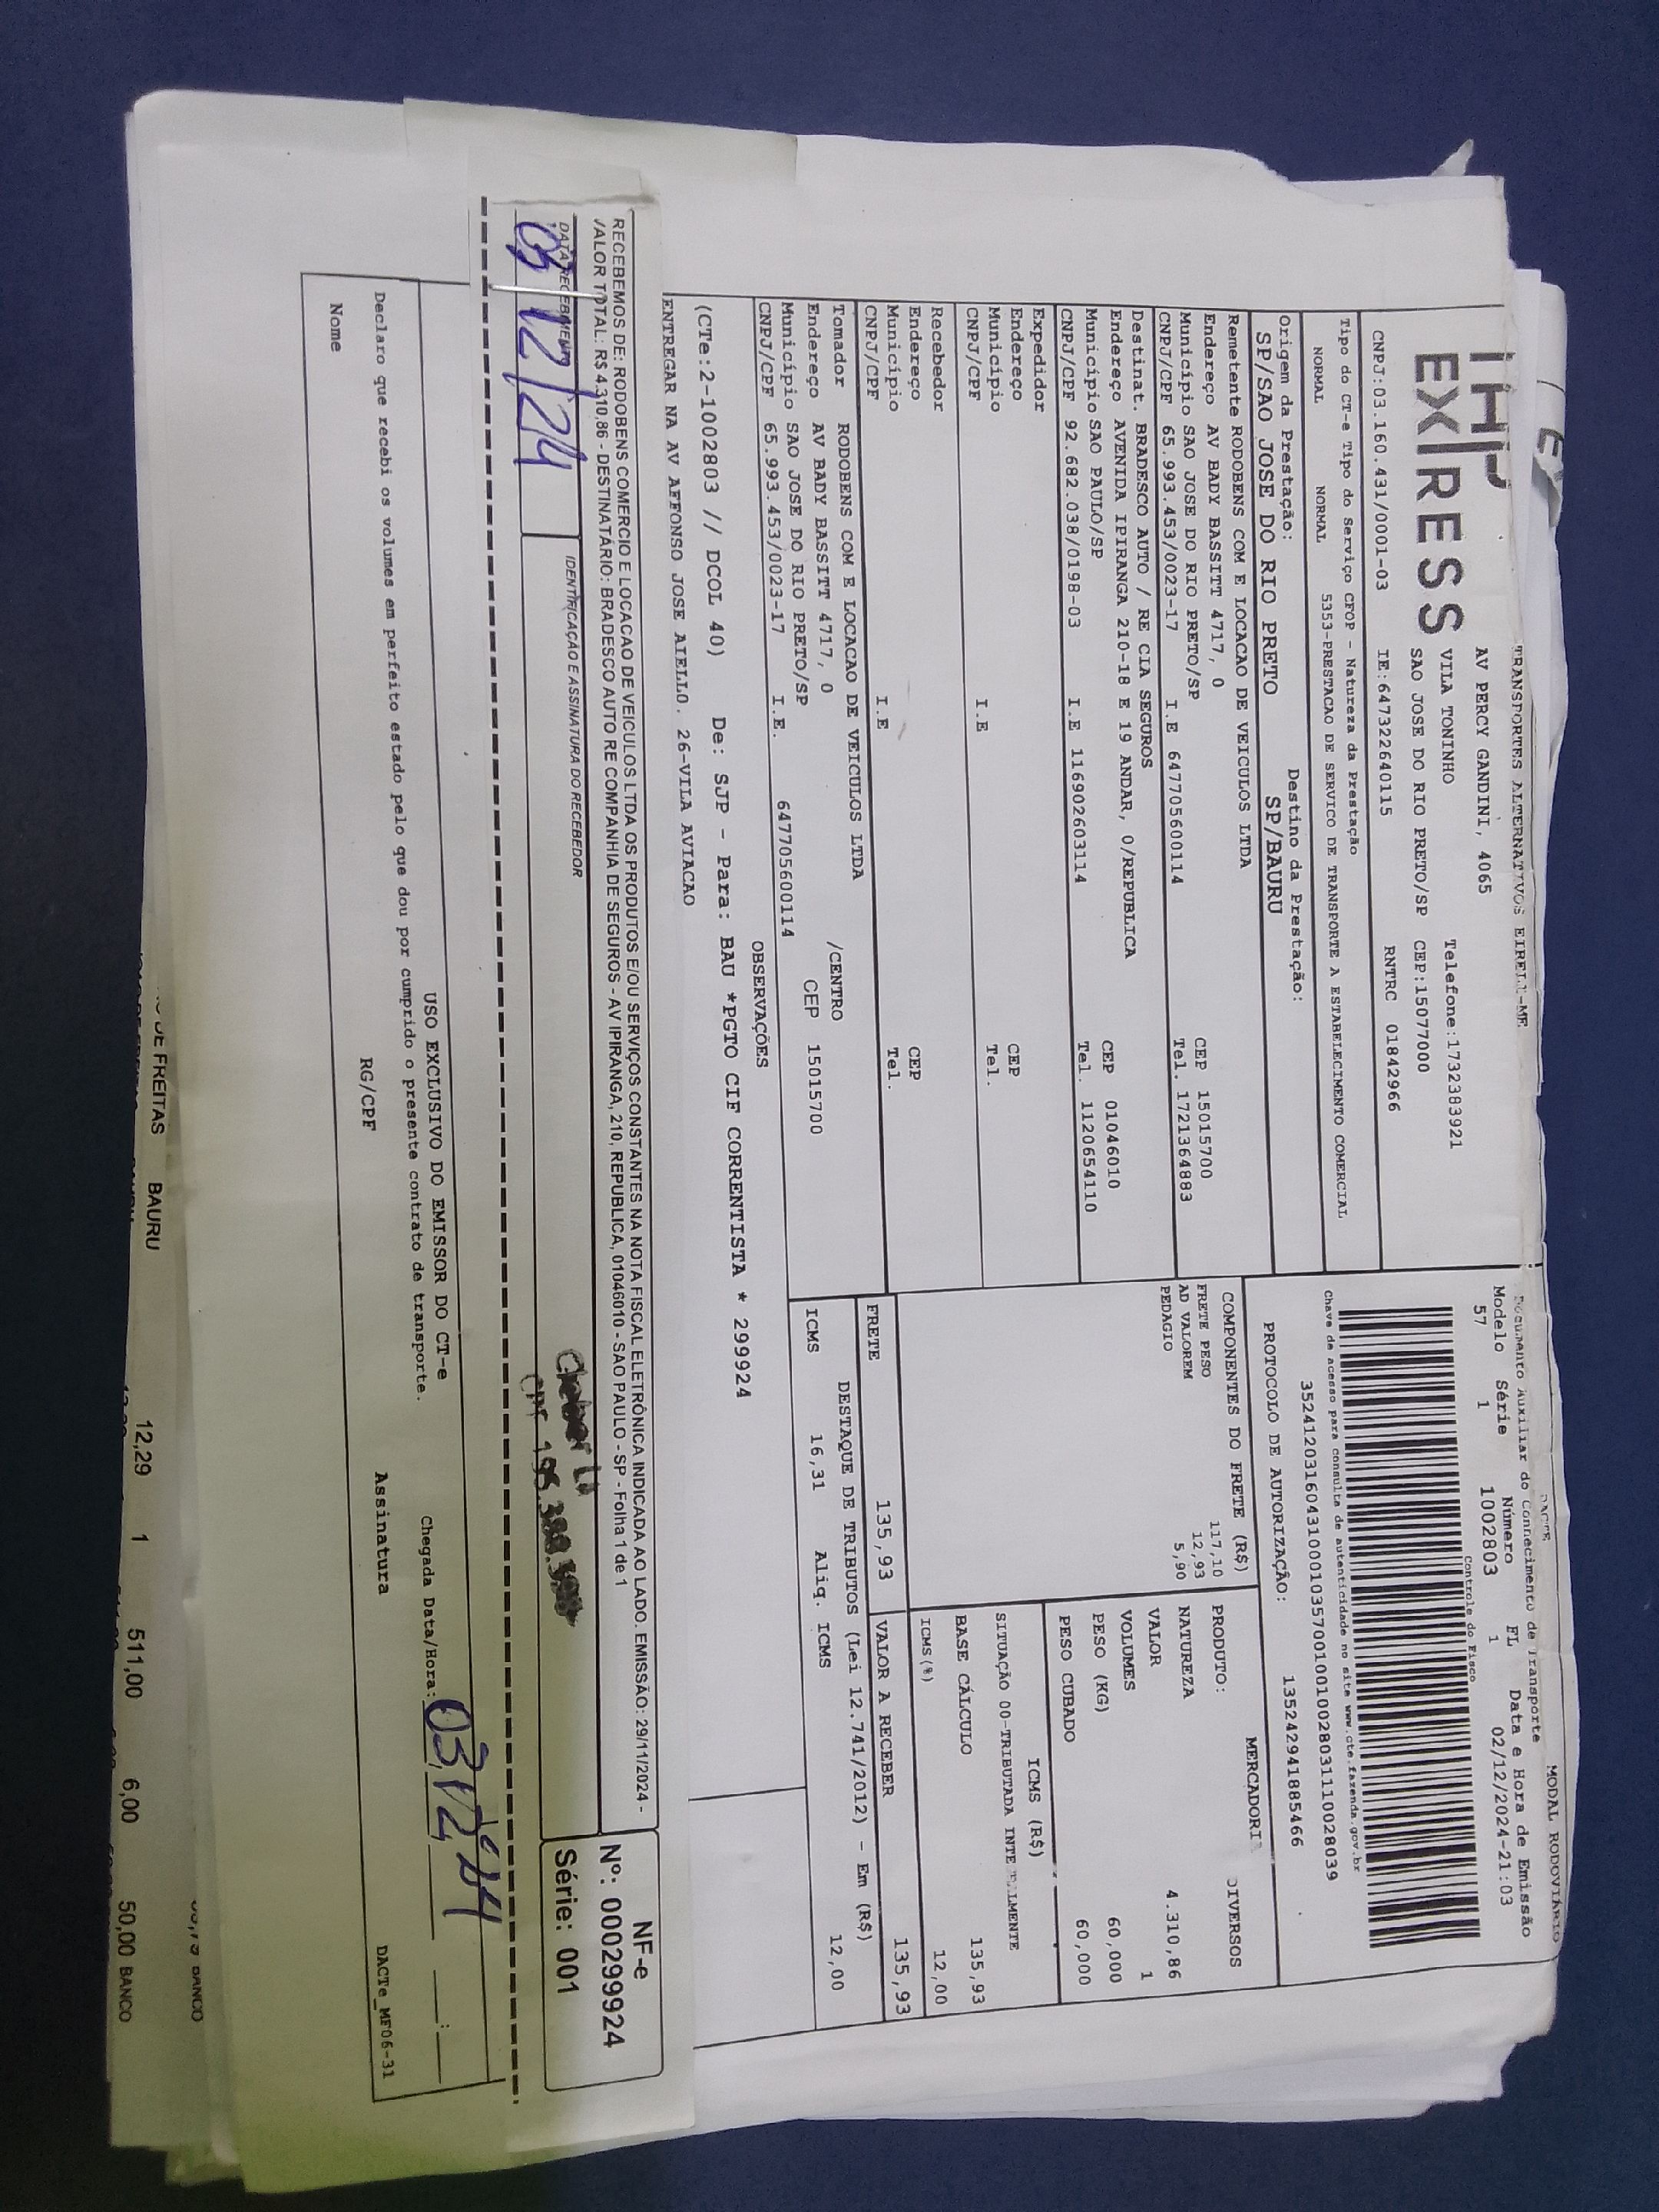 EXPRESS
TRANSPORTES ALTERNATIVOS EIRELI-ME
AV PERCY GANDINI, 4065
VILA TONINHO Telefone:1732383921
SAO JOSE DO RIO PRETO/SP CEP:15077000
CNPJ:03.160.431/0001-03 IE:647322640115 RNTRC 01842966
Tipo do CT-e Tipo do Serviço CFOP - Natureza da Prestação
NORMAL NORMAL 5353-PRESTACAO DE SERVICO DE TRANSPORTE A ESTABELECIMENTO COMERCIAL
Origem da Prestação: Destino da Prestação:
SP/SAO JOSE DO RIO PRETO SP/BAURU
Remetente RODOBENS COM E LOCACAO DE VEICULOS LTDA
Endereço AV BADY BASSITT 4717, 0 CEP 15015700
Município SAO JOSE DO RIO PRETO/SP Tel. 1721364883
CNPJ/CPF 65.993.453/0023-17 I.E 647705600114
Destinat. BRADESCO AUTO / RE CIA SEGUROS
Endereço AVENIDA IPIRANGA 210-18 E 19 ANDAR, 0/REPUBLICA CEP 01046010
Município SAO PAULO/SP Tel. 1120654110
CNPJ/CPF 92.682.038/0198-03 I.E 116902603114
Expedidor
Endereço CEP
Município Tel.
CNPJ/CPF I.E
Recebedor
Endereço CEP
Município Tel.
CNPJ/CPF I.E
Tomador RODOBENS COM E LOCACAO DE VEICULOS LTDA
Endereço AV BADY BASSITT 4717, 0 /CENTRO
Município SAO JOSE DO RIO PRETO/SP CEP 15015700
CNPJ/CPF 65.993.453/0023-17 I.E. 647705600114
DACTE MODAL RODOVIÁRIO
Documento Auxiliar do Conhecimento de Transporte
Modelo Série Número FL Data e Hora de Emissão
57 1 1002803 1 02/12/2024-21:03
Controle do Fisco
Chave de acesso para consulta de autenticidade no site www.cte.fazenda.gov.br
35241203160431000103570010010028031110028039
PROTOCOLO DE AUTORIZAÇÃO: 135242941885466
COMPONENTES DO FRETE (R$)
FRETE PESO 117,10
AD VALOREM 12,93
PEDAGIO 5,90
FRETE 135,93
MERCADORI
PRODUTO: DIVERSOS
NATUREZA
VALOR 4.310,86
VOLUMES 1
PESO (KG) 60,000
PESO CUBADO 60,000
ICMS (R$)
SITUAÇÃO 00-TRIBUTADA INTEGRALMENTE
BASE CÁLCULO 135,93
ICMS(%) 12,00
VALOR A RECEBER 135,93
DESTAQUE DE TRIBUTOS (Lei 12.741/2012) - Em (R$)
ICMS 16,31 Aliq. ICMS 12,00
OBSERVAÇÕES
(CTe:2-1002803 // DCOL 40) De: SJP - Para: BAU *PGTO CIF CORRENTISTA * 299924
ENTREGAR NA AV AFFONSO JOSE AIELLO. 26-VILA AVIACAO
RECEBEMOS DE: RODOBENS COMERCIO E LOCACAO DE VEICULOS LTDA OS PRODUTOS E/OU SERVIÇOS CONSTANTES NA NOTA FISCAL ELETRÔNICA INDICADA AO LADO. EMISSÃO: 29/11/2024 -
VALOR TOTAL: R$ 4.310,86 - DESTINATÁRIO: BRADESCO AUTO RE COMPANHIA DE SEGUROS - AV IPIRANGA, 210, REPUBLICA, 01046010 - SAO PAULO - SP - Folha 1 de 1
DATA RECEBIMENTO IDENTIFICAÇÃO E ASSINATURA DO RECEBEDOR
12/24
NF-e
Nº: 000299924
Série: 001
USO EXCLUSIVO DO EMISSOR DO CT-e
Chegada Data/Hora: 03/12/24
Declaro que recebi os volumes em perfeito estado pelo que dou por cumprido o presente contrato de transporte.
Nome RG/CPF Assinatura DACTe_MF06-31
DE FREITAS BAURU 12,29 1 511,00 6,00 50,00 BANCO
BANCO